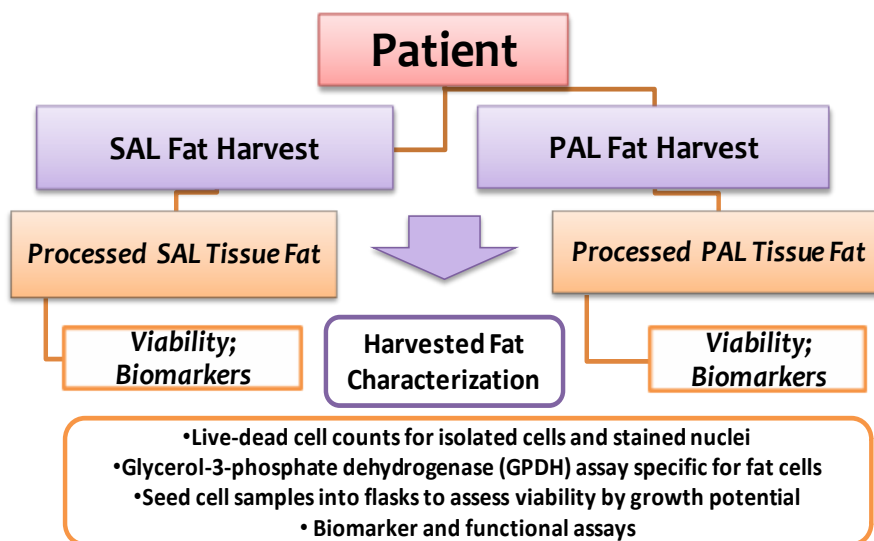 Patient
SAL Fat Harvest
PAL Fat Harvest
Processed SAL Tissue Fat
Processed PAL Tissue Fat
Viability;
Biomarkers
Harvested Fat
Characterization
Viability;
Biomarkers
•Live-dead cell counts for isolated cells and stained nuclei
•Glycerol-3-phosphate dehydrogenase (GPDH) assay specific for fat cells
•Seed cell samples into flasks to assess viability by growth potential
• Biomarker and functional assays